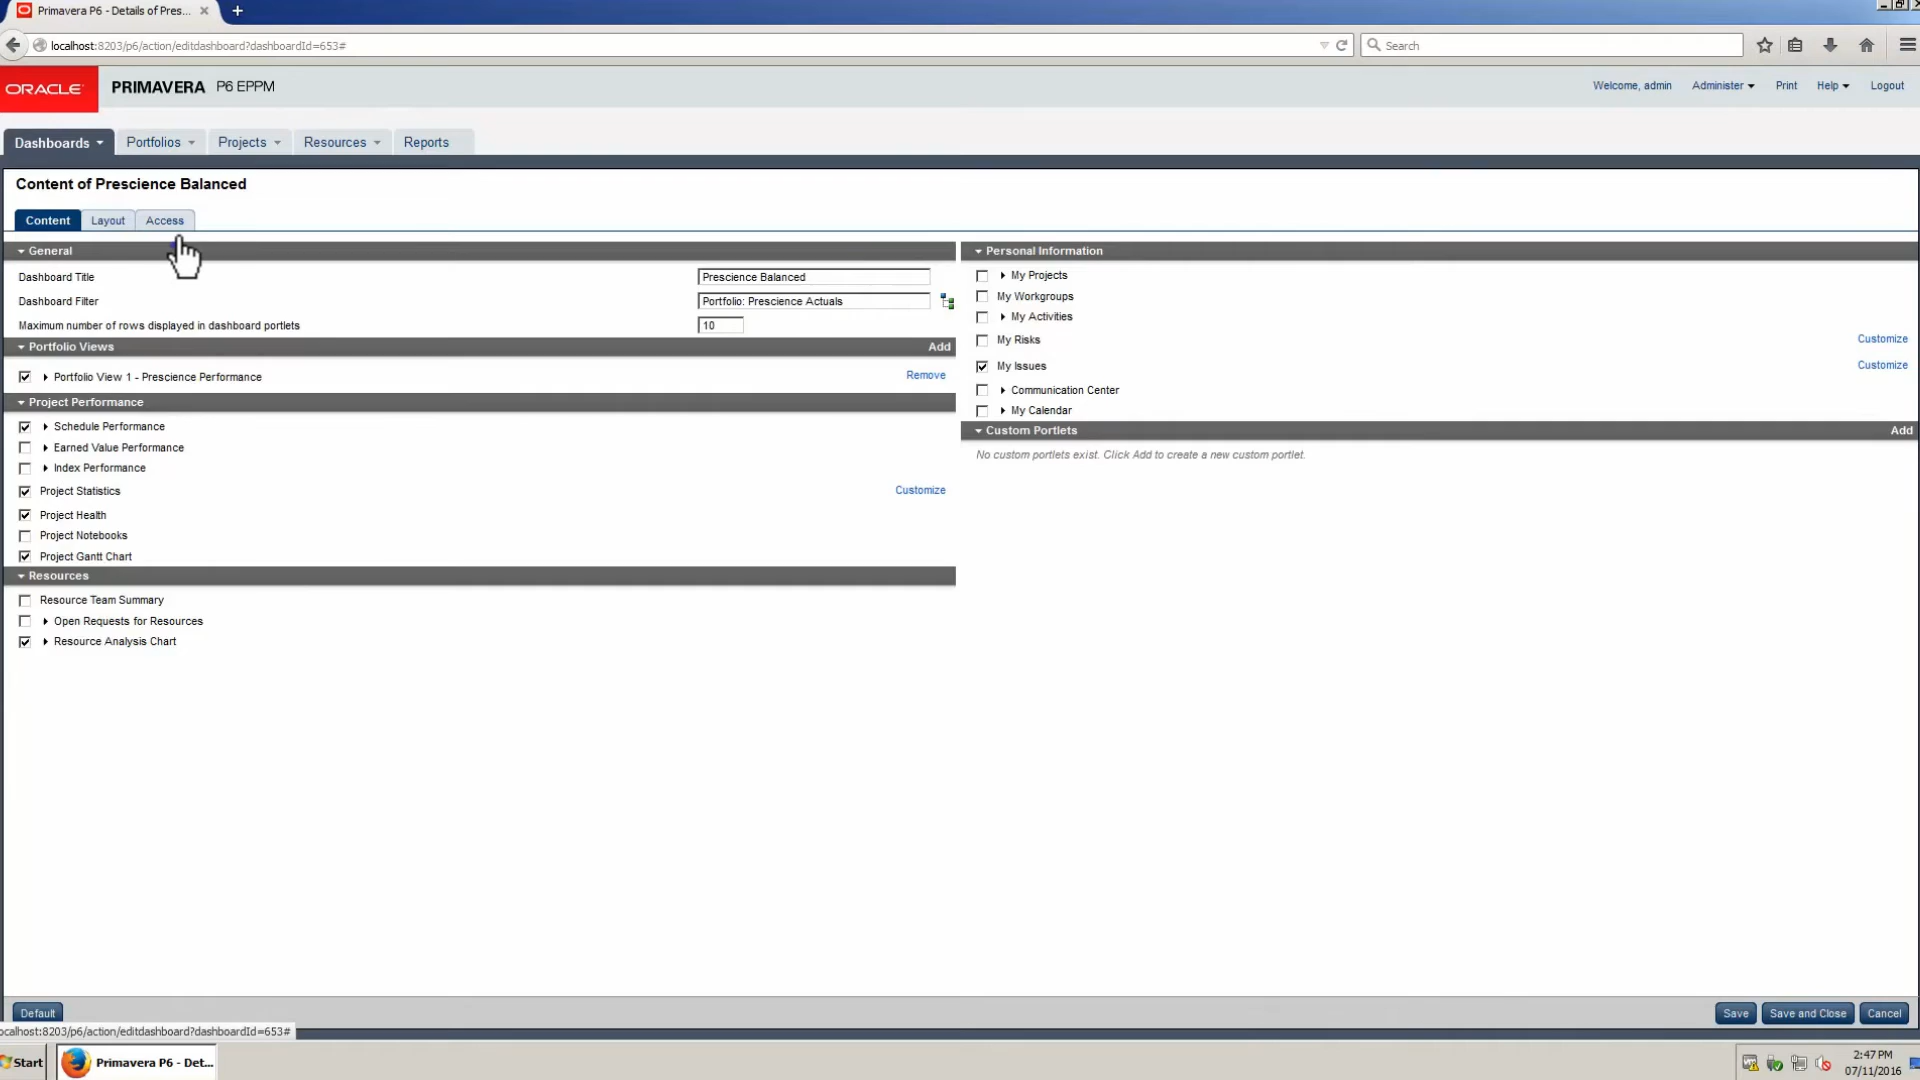 Primavera P6 - Details of Pres...
localhost:8203/p6/action/editdashboard?dashboardId=653#
Search
ORACLE
PRIMAVERA P6 EPPM
Welcome, admin
Administer
Print
Help
Logout
Dashboards
Portfolios
Projects
Resources
Reports
Content of Prescience Balanced
Content
Layout
Access
General
Dashboard Title
Prescience Balanced
Dashboard Filter
Portfolio: Prescience Actuals
Maximum number of rows displayed in dashboard portlets
10
Portfolio Views
Add
Portfolio View 1 - Prescience Performance
Remove
Project Performance
Schedule Performance
Earned Value Performance
Index Performance
Project Statistics
Customize
Project Health
Project Notebooks
Project Gantt Chart
Resources
Resource Team Summary
Open Requests for Resources
Resource Analysis Chart
Personal Information
My Projects
My Workgroups
My Activities
My Risks
Customize
My Issues
Customize
Communication Center
My Calendar
Custom Portlets
Add
No custom portlets exist. Click Add to create a new custom portlet.
Default
Save
Save and Close
Cancel
ocalhost:8203/p6/action/editdashboard?dashboardId=653#
Start
Primavera P6 - Det...
2:47 PM
07/11/2016